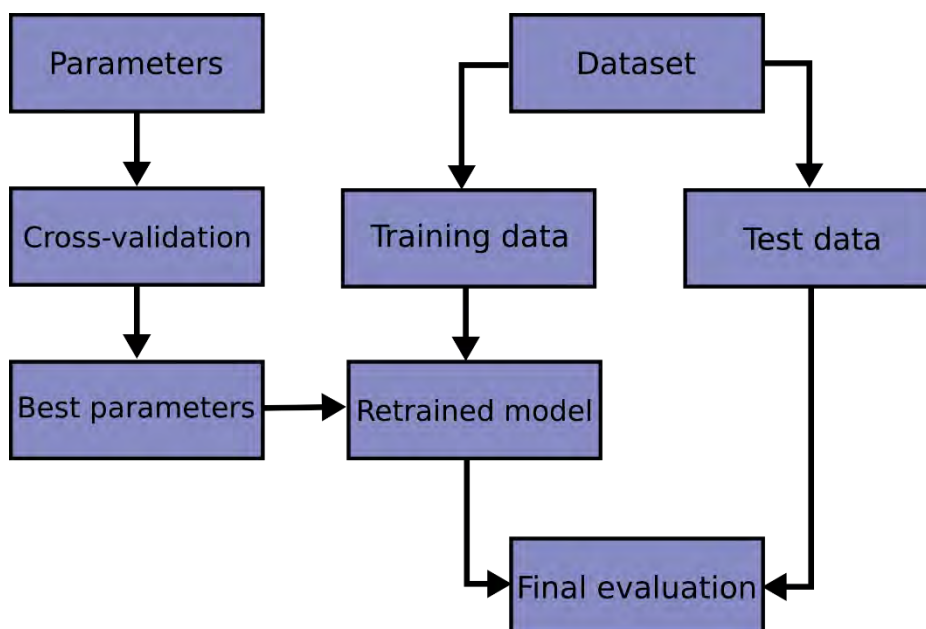 Parameters
Dataset
Cross-validation
Training data
Test data
Best parameters
Retrained model
Final evaluation